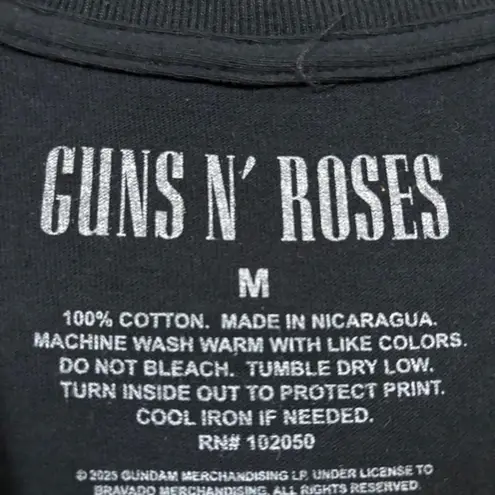 GUNS N' ROSES
M
100% COTTON. MADE IN NICARAGUA.
MACHINE WASH WARM WITH LIKE COLORS.
DO NOT BLEACH. TUMBLE DRY LOW.
TURN INSIDE OUT TO PROTECT PRINT.
COOL IRON IF NEEDED.
RN# 102050
© 2025 GUNDAM MERCHANDISING LP. UNDER LICENSE TO
BRAVADO MERCHANDISING. ALL RIGHTS RESERVED.